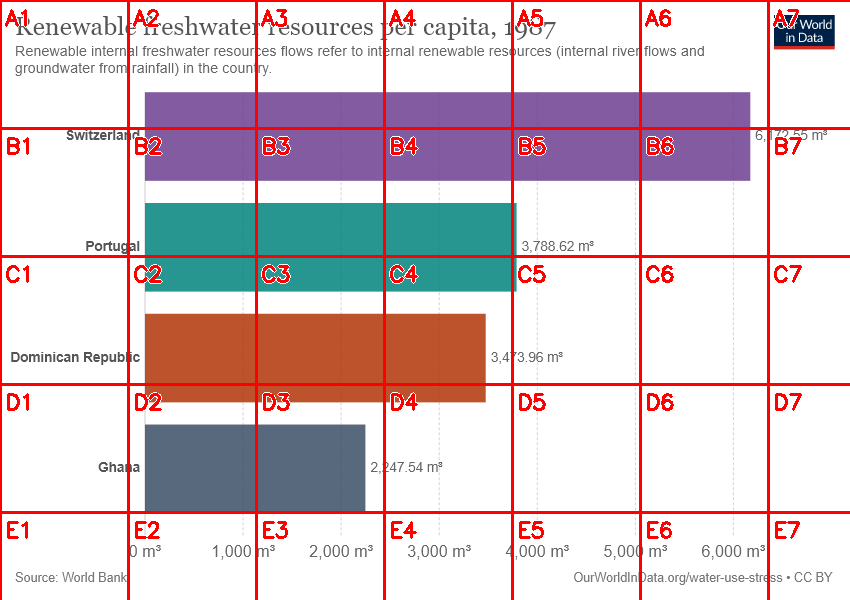 Renewable freshwater resources per capita, 1987
Our World
in Data
Renewable internal freshwater resources flows refer to internal renewable resources (internal river flows and
groundwater from rainfall) in the country.
Switzerland 6,172.55 m³
Portugal 3,788.62 m³
Dominican Republic 3,473.96 m³
Ghana 2,247.54 m³
0 m³ 1,000 m³ 2,000 m³ 3,000 m³ 4,000 m³ 5,000 m³ 6,000 m³
Source: World Bank OurWorldInData.org/water-use-stress • CC BY
A1 A2 A3 A4 A5 A6 A7
B1 B2 B3 B4 B5 B6 B7
C1 C2 C3 C4 C5 C6 C7
D1 D2 D3 D4 D5 D6 D7
E1 E2 E3 E4 E5 E6 E7